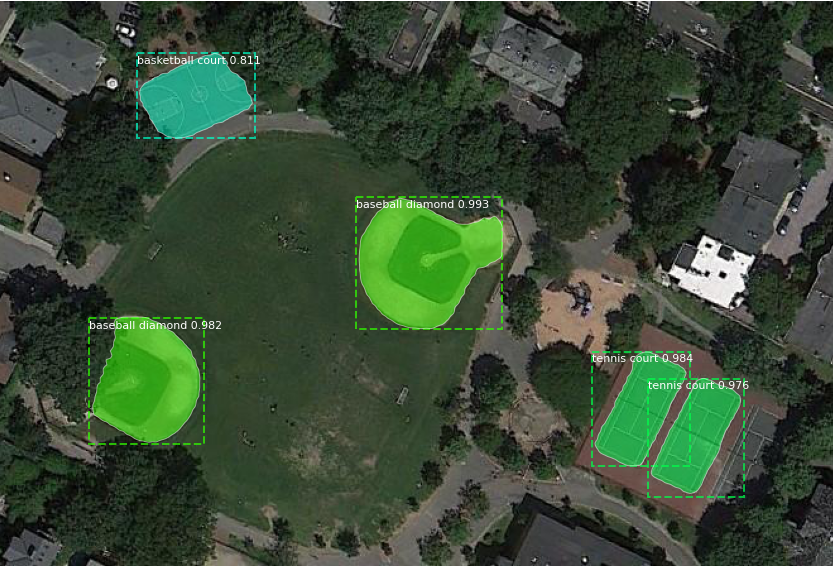 basketball court 0.811
baseball diamond 0.993
baseball diamond 0.982
tennis court 0.984
tennis court 0.976